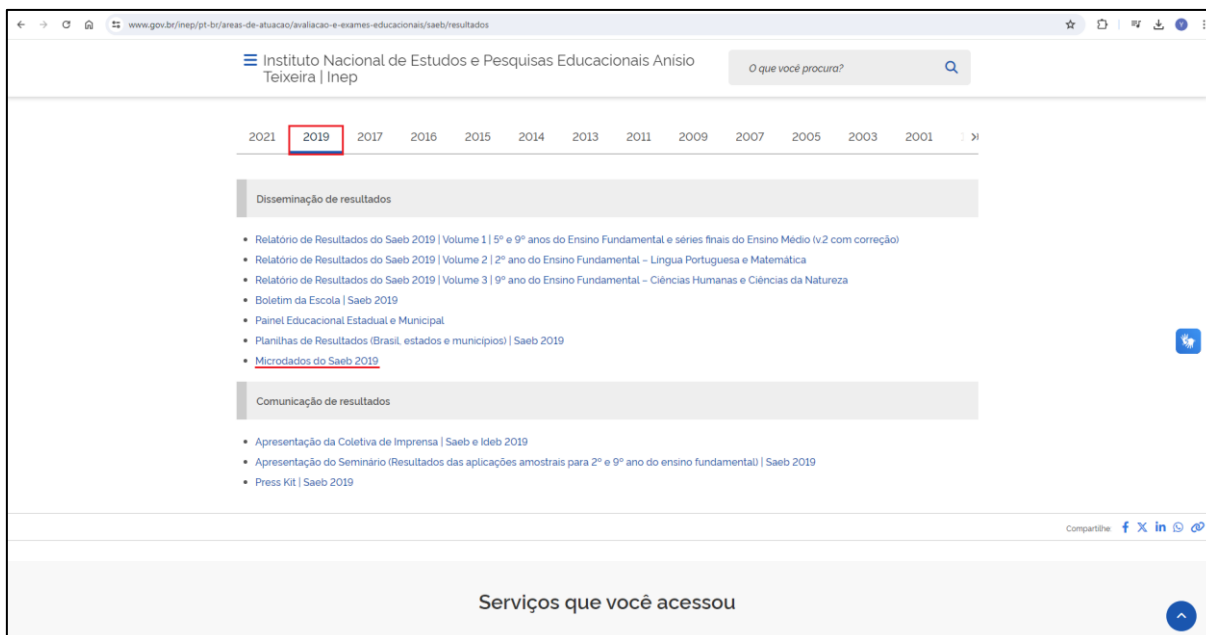 www.gov.br/inep/pt-br/areas-de-atuacao/avaliacao-e-exames-educacionais/saeb/resultados
Instituto Nacional de Estudos e Pesquisas Educacionais Anísio
Teixeira | Inep
O que você procura?
2021 2019 2017 2016 2015 2014 2013 2011 2009 2007 2005 2003 2001
Disseminação de resultados
Relatório de Resultados do Saeb 2019 | Volume 1 | 5º e 9º anos do Ensino Fundamental e séries finais do Ensino Médio (v.2 com correção)
Relatório de Resultados do Saeb 2019 | Volume 2 | 2º ano do Ensino Fundamental – Língua Portuguesa e Matemática
Relatório de Resultados do Saeb 2019 | Volume 3 | 9º ano do Ensino Fundamental – Ciências Humanas e Ciências da Natureza
Boletim da Escola | Saeb 2019
Painel Educacional Estadual e Municipal
Planilhas de Resultados (Brasil, estados e municípios) | Saeb 2019
Microdados do Saeb 2019
Comunicação de resultados
Apresentação da Coletiva de Imprensa | Saeb e Ideb 2019
Apresentação do Seminário (Resultados das aplicações amostrais para 2º e 9º ano do ensino fundamental) | Saeb 2019
Press Kit | Saeb 2019
Compartilhe:
Serviços que você acessou